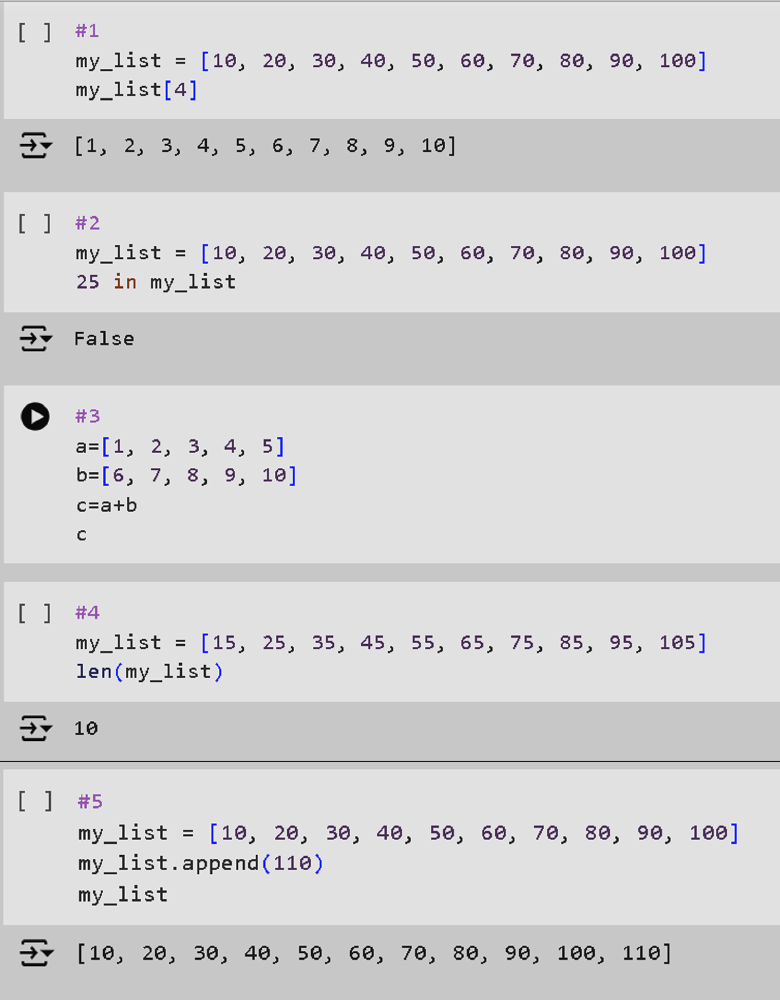 [ ] #1
my_list = [10, 20, 30, 40, 50, 60, 70, 80, 90, 100]
my_list[4]
[1, 2, 3, 4, 5, 6, 7, 8, 9, 10]
[ ] #2
my_list = [10, 20, 30, 40, 50, 60, 70, 80, 90, 100]
25 in my_list
False
#3
a=[1, 2, 3, 4, 5]
b=[6, 7, 8, 9, 10]
c=a+b
c
[ ] #4
my_list = [15, 25, 35, 45, 55, 65, 75, 85, 95, 105]
len(my_list)
10
[ ] #5
my_list = [10, 20, 30, 40, 50, 60, 70, 80, 90, 100]
my_list.append(110)
my_list
[10, 20, 30, 40, 50, 60, 70, 80, 90, 100, 110]